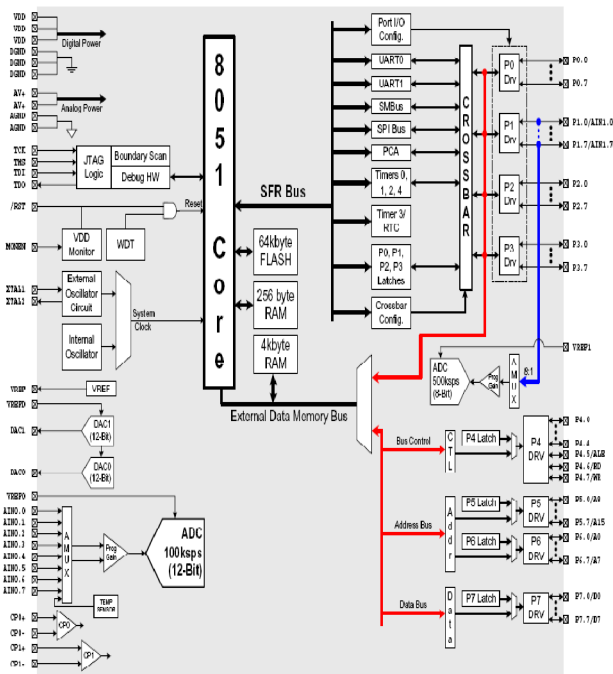 VDD
VDD
VDD
Digital Power
DGND
DGND
DGND
AV+
AV+
Analog Power
AGND
AGND
TCK
TMS
TDI
TDO
JTAG
Logic
Boundary Scan
Debug HW
/RST
Reset
MONEN
VDD
Monitor
WDT
XTAL1
XTAL2
External
Oscillator
Circuit
Internal
Oscillator
System
Clock
VREF
VREF
VREFD
DAC1
DAC1
(12-Bit)
DAC0
DAC0
(12-Bit)
VREF0
AIN0.0
AIN0.1
AIN0.2
AIN0.3
AIN0.4
AIN0.5
AIN0.6
AIN0.7
AMUX
Prog
Gain
ADC
100ksps
(12-Bit)
TEMP
SENSOR
CP0+
CP0-
CP0
CP1+
CP1-
CP1
8051 Core
64kbyte
FLASH
256 byte
RAM
4kbyte
RAM
SFR Bus
External Data Memory Bus
Port I/O
Config.
UART0
UART1
SMBus
SPI Bus
PCA
Timers 0,
1, 2, 4
Timer 3/
RTC
P0, P1,
P2, P3
Latches
Crossbar
Config.
CROSSBAR
P0
Drv
P1
Drv
P2
Drv
P3
Drv
P0.0
P0.7
P1.0/AIN1.0
P1.7/AIN1.7
P2.0
P2.7
P3.0
P3.7
VREF1
ADC
500ksps
(8-Bit)
Prog
Gain
AMUX
8:1
Bus Control
CTL
P4 Latch
P4
DRV
P4.0
P4.4
P4.5/ALE
P4.6/RD
P4.7/WR
Address Bus
Addr
P5 Latch
P5
DRV
P5.0/A8
P5.7/A15
P6 Latch
P6
DRV
P6.0/A0
P6.7/A7
Data Bus
Data
P7 Latch
P7
DRV
P7.0/D0
P7.7/D7